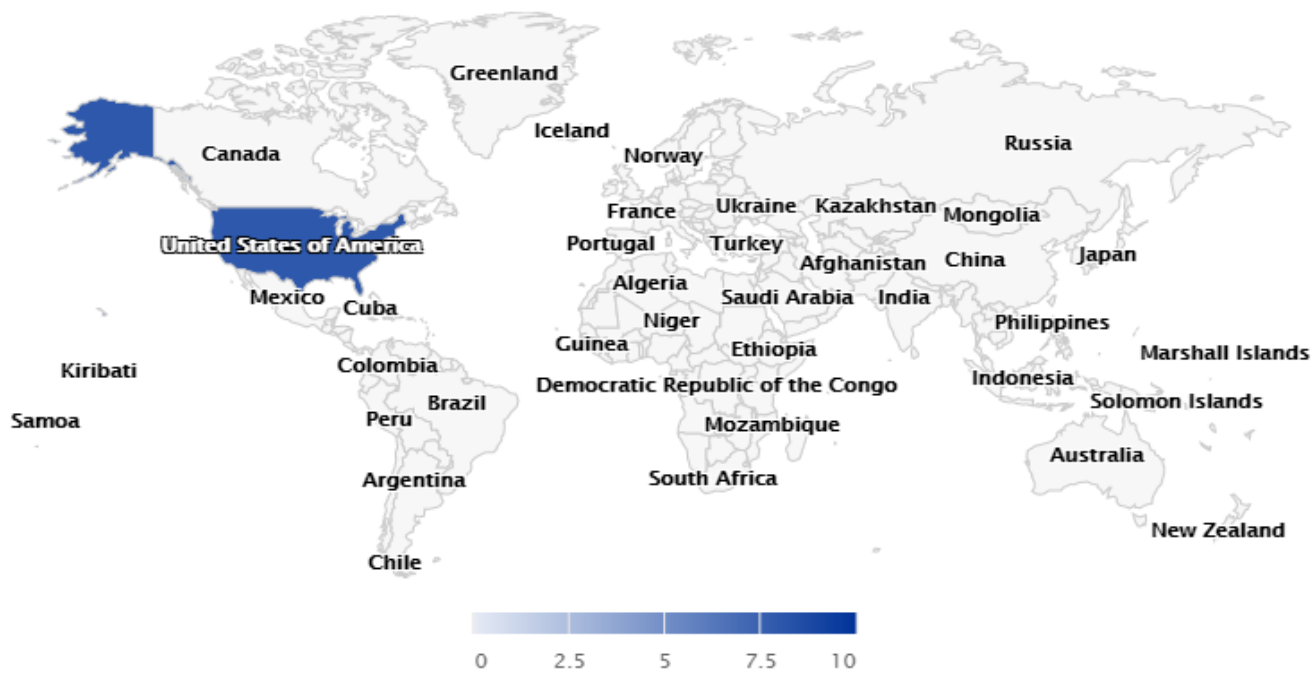 Greenland
Iceland
Canada
Norway
Russia
France
Ukraine
Kazakhstan
Mongolia
United States of America
Portugal
Turkey
Afghanistan
China
Japan
Algeria
Mexico
Cuba
Saudi Arabia
India
Niger
Philippines
Guinea
Ethiopia
Marshall Islands
Kiribati
Colombia
Democratic Republic of the Congo
Indonesia
Brazil
Solomon Islands
Samoa
Peru
Mozambique
Australia
Argentina
South Africa
New Zealand
Chile
0 2.5 5 7.5 10